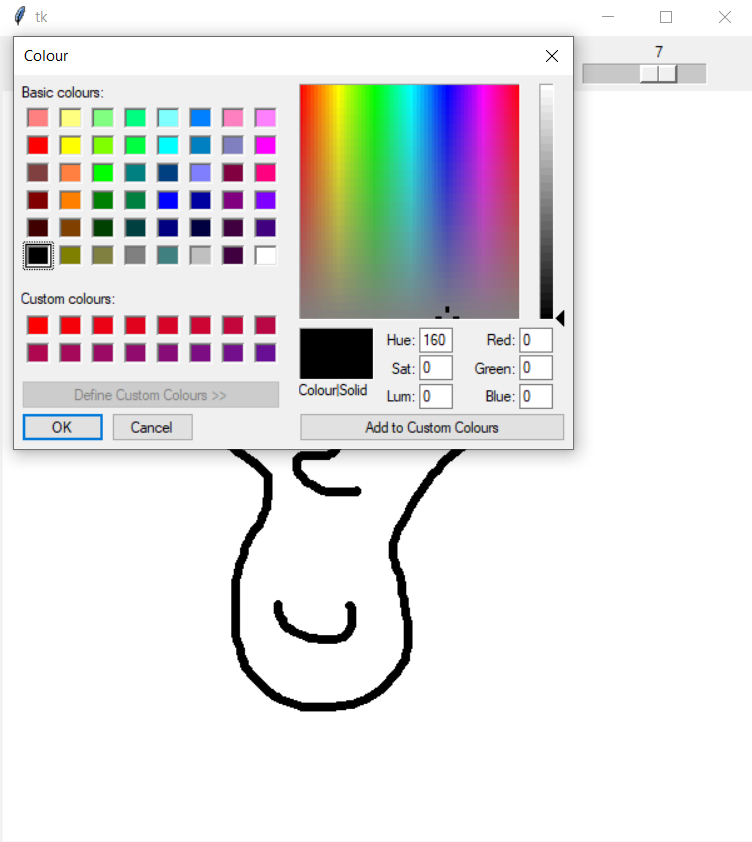 tk
Colour
7
Basic colours:
Custom colours:
Define Custom Colours >>
OK
Cancel
Colour|Solid
Hue: 160
Sat: 0
Lum: 0
Red: 0
Green: 0
Blue: 0
Add to Custom Colours